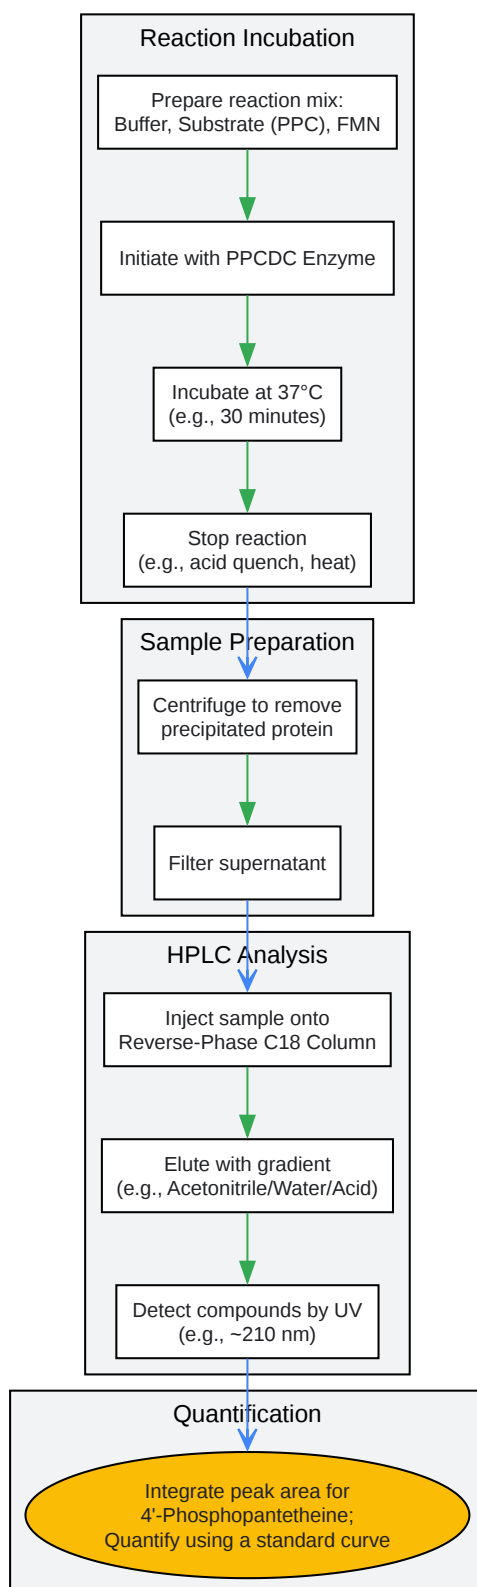 Reaction Incubation
Prepare reaction mix:
Buffer, Substrate (PPC), FMN
Initiate with PPCDC Enzyme
Incubate at 37°C
(e.g., 30 minutes)
Stop reaction
(e.g., acid quench, heat)
Sample Preparation
Centrifuge to remove
precipitated protein
Filter supernatant
HPLC Analysis
Inject sample onto
Reverse-Phase C18 Column
Elute with gradient
(e.g., Acetonitrile/Water/Acid)
Detect compounds by UV
(e.g., ~210 nm)
Quantification
Integrate peak area for
4'-Phosphopantetheine;
Quantify using a standard curve